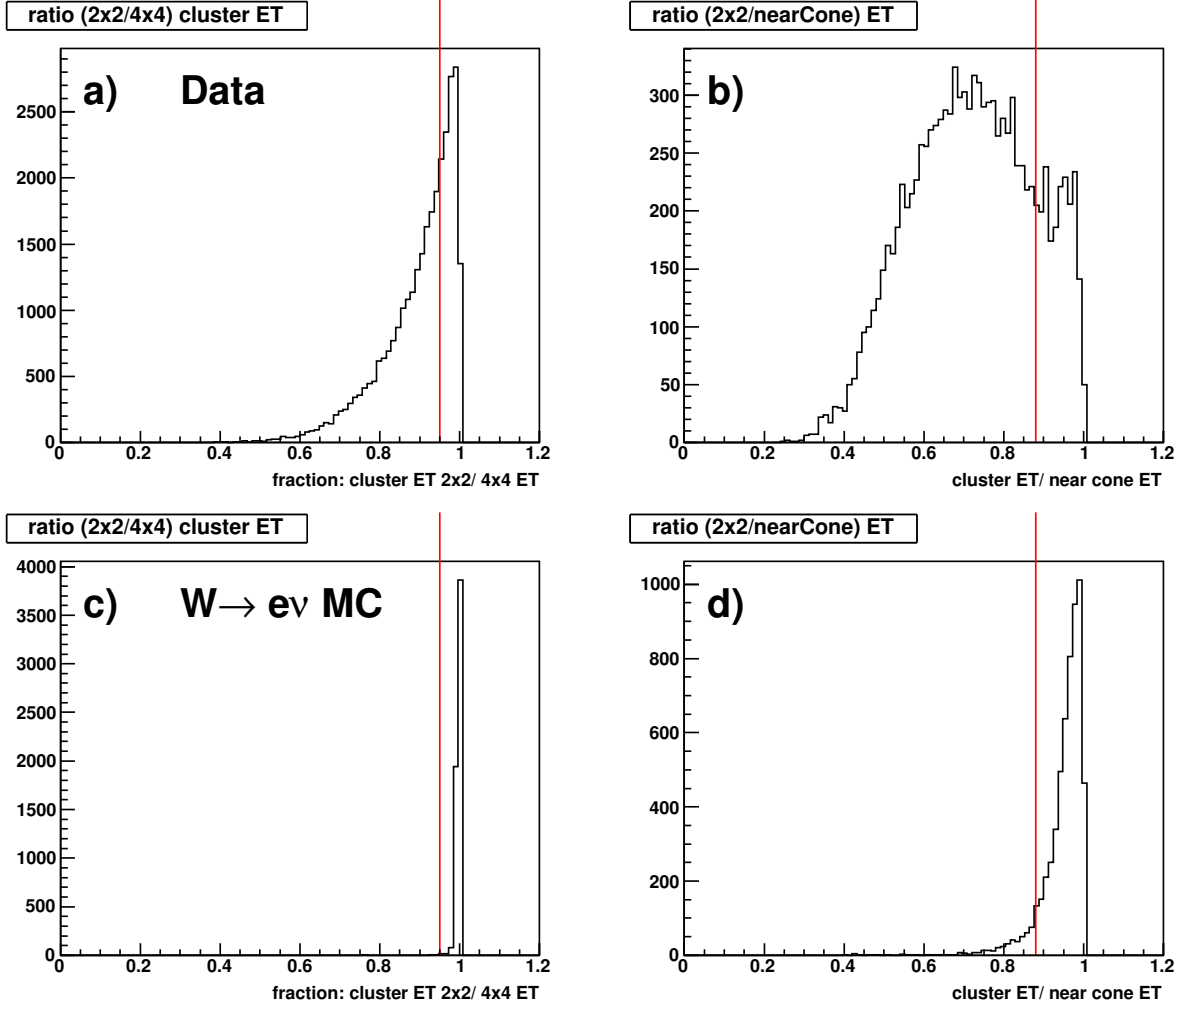 ratio (2x2/4x4) cluster ET
a) Data
2500
2000
1500
1000
500
0
0 0.2 0.4 0.6 0.8 1 1.2
fraction: cluster ET 2x2/ 4x4 ET
ratio (2x2/nearCone) ET
b)
300
250
200
150
100
50
0
0 0.2 0.4 0.6 0.8 1 1.2
cluster ET/ near cone ET
ratio (2x2/4x4) cluster ET
c) W→ eν MC
4000
3500
3000
2500
2000
1500
1000
500
0
0 0.2 0.4 0.6 0.8 1 1.2
fraction: cluster ET 2x2/ 4x4 ET
ratio (2x2/nearCone) ET
d)
1000
800
600
400
200
0
0 0.2 0.4 0.6 0.8 1 1.2
cluster ET/ near cone ET